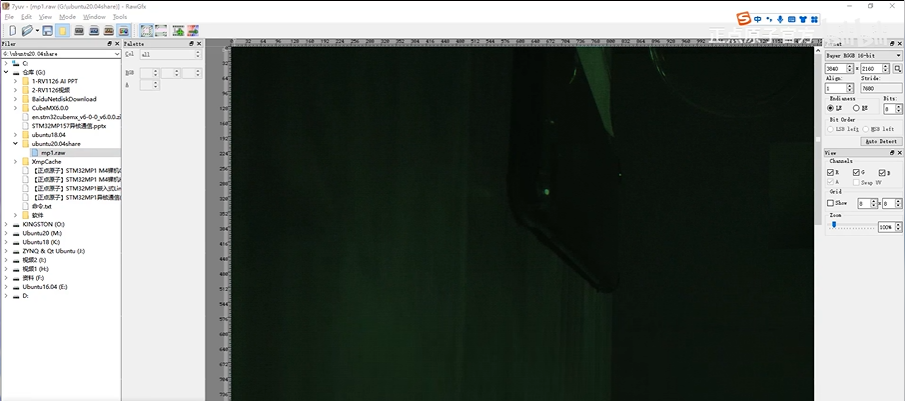 7yuv - [mp1.raw (G:\ubuntu20.04share)] - RawGfx
Mode Edit View Mode Window Tools
正点原子官方
Filer
Palette
G:\ubuntu20.04share
Col all
RGB
A
C:
仓库 (G:)
1-RV1126 AI PPT
2-RV1126视频
BaiduNetdiskDownload
CubeMX6.0.0
en.stm32cubemx_v6-0-0_v6.0.0.zi
STM32MP157异核通信.pptx
ubuntu18.04
ubuntu20.04share
mp1.raw
XmpCache
【正点原子】STM32MP1 M4裸机
【正点原子】STM32MP1 M4裸机
【正点原子】STM32MP1嵌入式Lin
【正点原子】STM32MP1异核通信
命令.txt
软件
KINGSTON (O:)
Ubuntu20 (M:)
Ubuntu18 (K:)
ZYNQ & Qt Ubuntu (J:)
视频2 (I:)
视频1 (H:)
资料 (F:)
Ubuntu16.04 (E:)
D:
Bayer RGGB 16-bit
3840 x 2160
Align: Stride:
1 7680
Endianess Bits:
LE BE 8
Bit Order
LSB left MSB left
Auto Detect
View
Channels
R G B
A Swap UV
Grid
Show 8 x 8
Zoom
100%